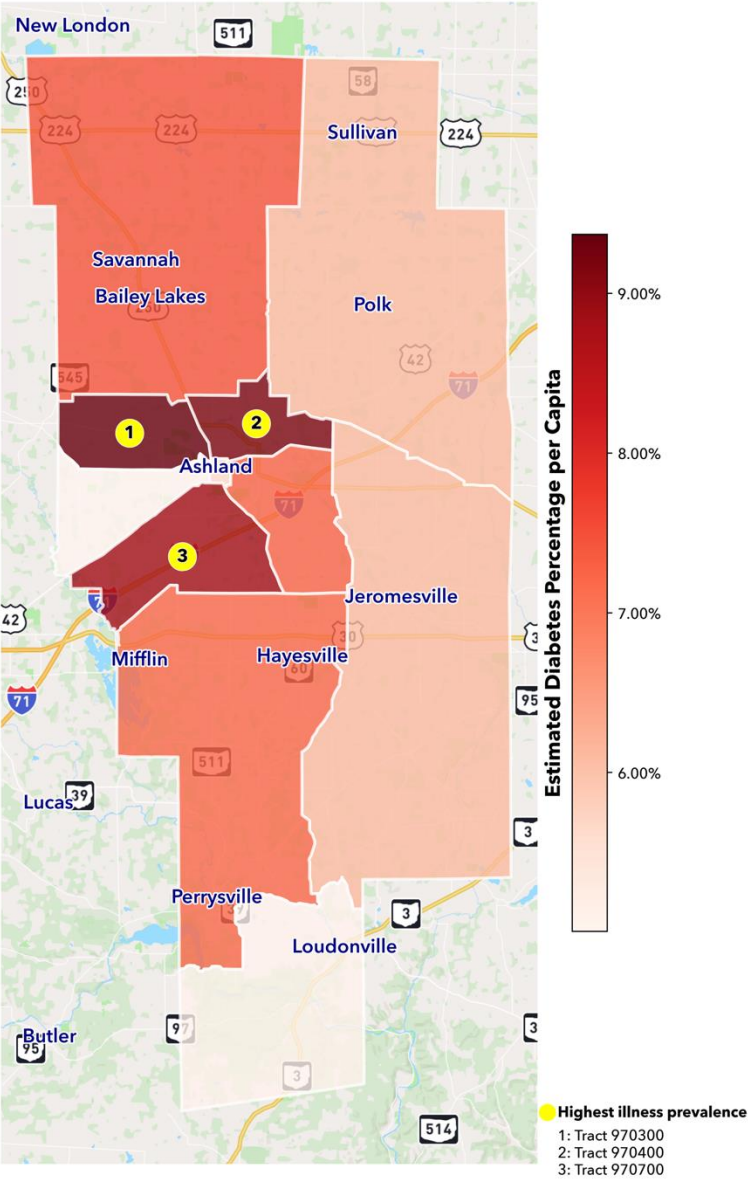 New London
511
250
58
224
224
Sullivan
224
Savannah
Bailey Lakes
250
Polk
42
545
71
9.00%
8.00%
7.00%
6.00%
Estimated Diabetes Percentage per Capita
1
2
Ashland
71
3
Jeromesville
42
30
3
Mifflin
Hayesville
60
71
95
511
Lucas
39
3
Perrysville
39
3
Loudonville
Butler
95
97
3
3
514
Highest illness prevalence
1: Tract 970300
2: Tract 970400
3: Tract 970700